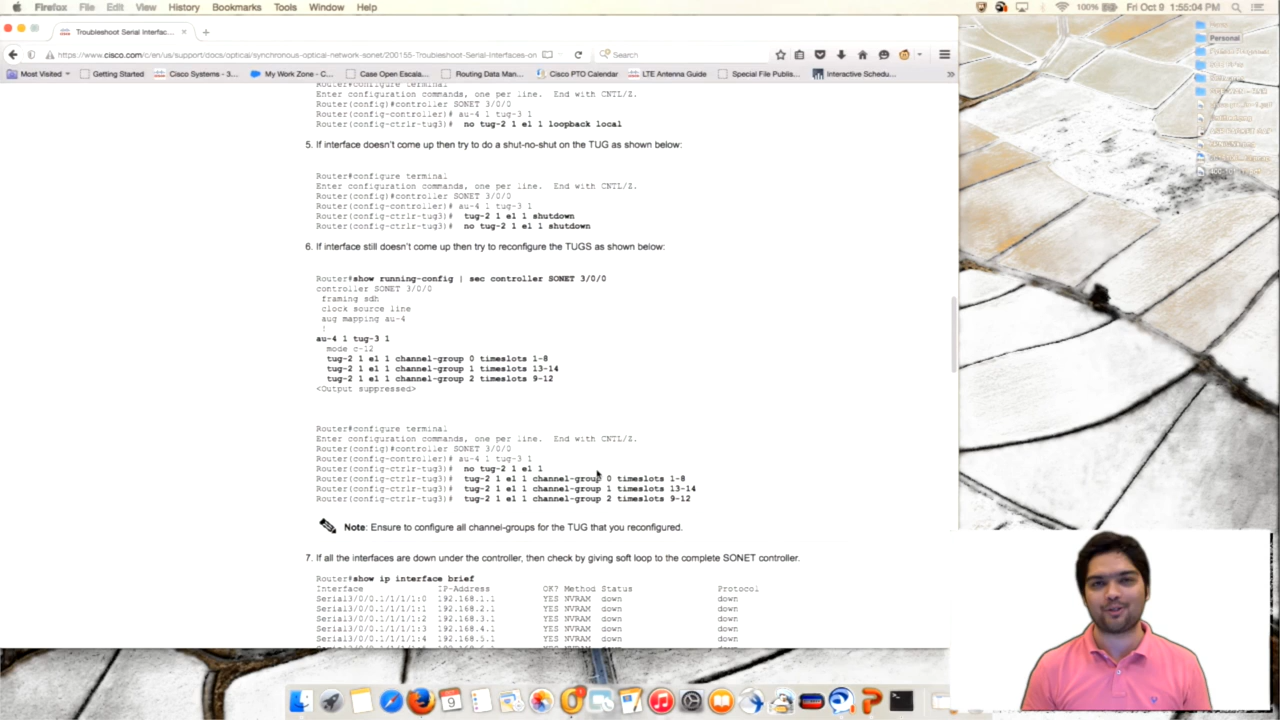 Firefox File Edit View History Bookmarks Tools Window Help
100% Fri Oct 9 1:55:04 PM
Troubleshoot Serial Interfac...
https://www.cisco.com/c/en/us/support/docs/optical/synchronous-optical-network-sonet/200155-Troubleshoot-Serial-Interfaces-on
Search
Most Visited Getting Started Cisco Systems - 3... My Work Zone - C... Case Open Escala... Routing Data Man... Cisco PTO Calendar LTE Antenna Guide Special File Publis... Interactive Schedu...
Personal
Router#configure terminal
Enter configuration commands, one per line. End with CNTL/Z.
Router(config)#controller SONET 3/0/0
Router(config-controller)# au-4 1 tug-3 1
Router(config-ctrlr-tug3)# no tug-2 1 e1 1 loopback local
5. If interface doesn't come up then try to do a shut-no-shut on the TUG as shown below:
Router#configure terminal
Enter configuration commands, one per line. End with CNTL/Z.
Router(config)#controller SONET 3/0/0
Router(config-controller)# au-4 1 tug-3 1
Router(config-ctrlr-tug3)# tug-2 1 e1 1 shutdown
Router(config-ctrlr-tug3)# no tug-2 1 e1 1 shutdown
6. If interface still doesn't come up then try to reconfigure the TUGS as shown below:
Router#show running-config | sec controller SONET 3/0/0
controller SONET 3/0/0
framing sdh
clock source line
aug mapping au-4
!
au-4 1 tug-3 1
mode c-12
tug-2 1 e1 1 channel-group 0 timeslots 1-8
tug-2 1 e1 1 channel-group 1 timeslots 13-14
tug-2 1 e1 1 channel-group 2 timeslots 9-12
<Output suppressed>
Router#configure terminal
Enter configuration commands, one per line. End with CNTL/Z.
Router(config)#controller SONET 3/0/0
Router(config-controller)# au-4 1 tug-3 1
Router(config-ctrlr-tug3)# no tug-2 1 e1 1
Router(config-ctrlr-tug3)# tug-2 1 e1 1 channel-group 0 timeslots 1-8
Router(config-ctrlr-tug3)# tug-2 1 e1 1 channel-group 1 timeslots 13-14
Router(config-ctrlr-tug3)# tug-2 1 e1 1 channel-group 2 timeslots 9-12
Note: Ensure to configure all channel-groups for the TUG that you reconfigured.
7. If all the interfaces are down under the controller, then check by giving soft loop to the complete SONET controller.
Router#show ip interface brief
Interface IP-Address OK? Method Status Protocol
Serial3/0/0.1/1/1/1:0 192.168.1.1 YES NVRAM down down
Serial3/0/0.1/1/1/1:1 192.168.2.1 YES NVRAM down down
Serial3/0/0.1/1/1/1:2 192.168.3.1 YES NVRAM down down
Serial3/0/0.1/1/1/1:3 192.168.4.1 YES NVRAM down down
Serial3/0/0.1/1/1/1:4 192.168.5.1 YES NVRAM down down